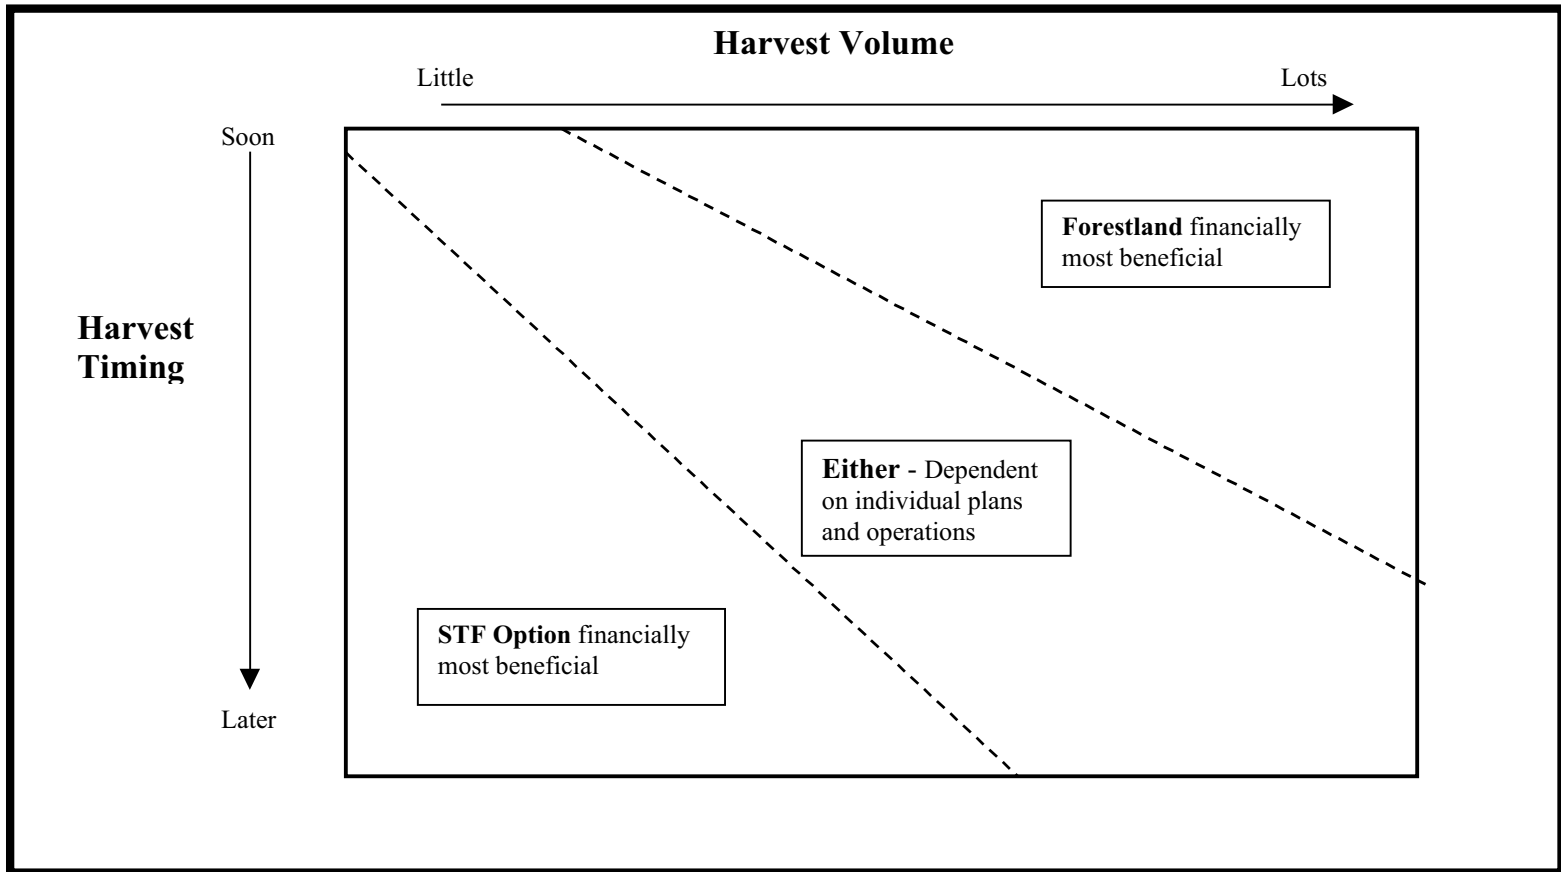 Harvest Volume
Little
Lots
Soon
Forestland financially
most beneficial
Harvest
Timing
Either - Dependent
on individual plans
and operations
STF Option financially
most beneficial
Later